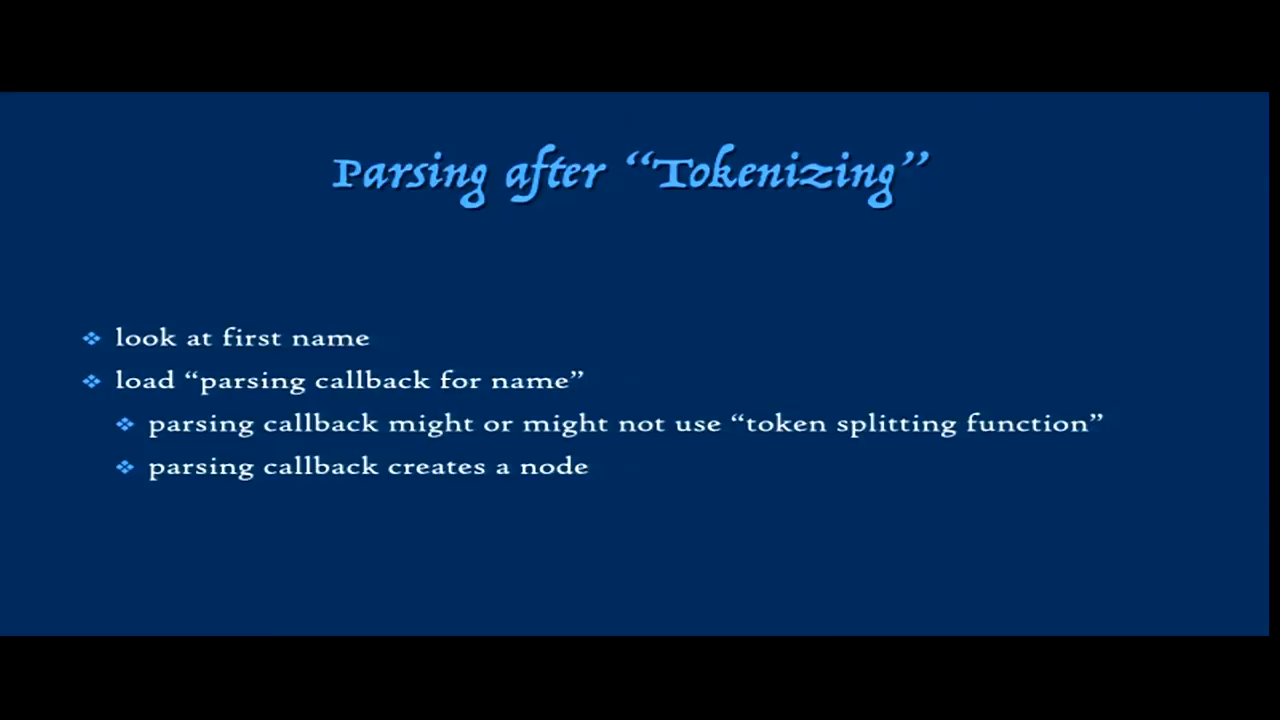 Parsing after “Tokenizing”
look at first name
load “parsing callback for name”
parsing callback might or might not use “token splitting function”
parsing callback creates a node